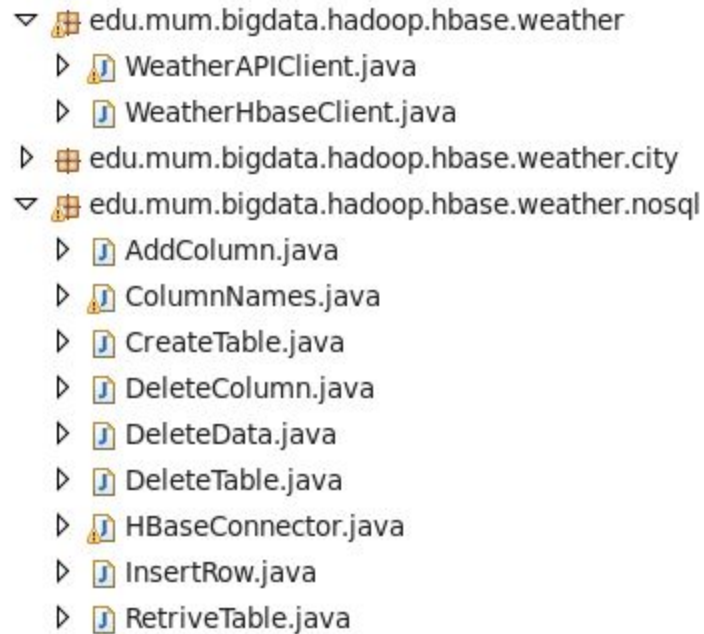 edu.mum.bigdata.hadoop.hbase.weather
WeatherAPIClient.java
WeatherHbaseClient.java
edu.mum.bigdata.hadoop.hbase.weather.city
edu.mum.bigdata.hadoop.hbase.weather.nosql
AddColumn.java
ColumnNames.java
CreateTable.java
DeleteColumn.java
DeleteData.java
DeleteTable.java
HBaseConnector.java
InsertRow.java
RetriveTable.java